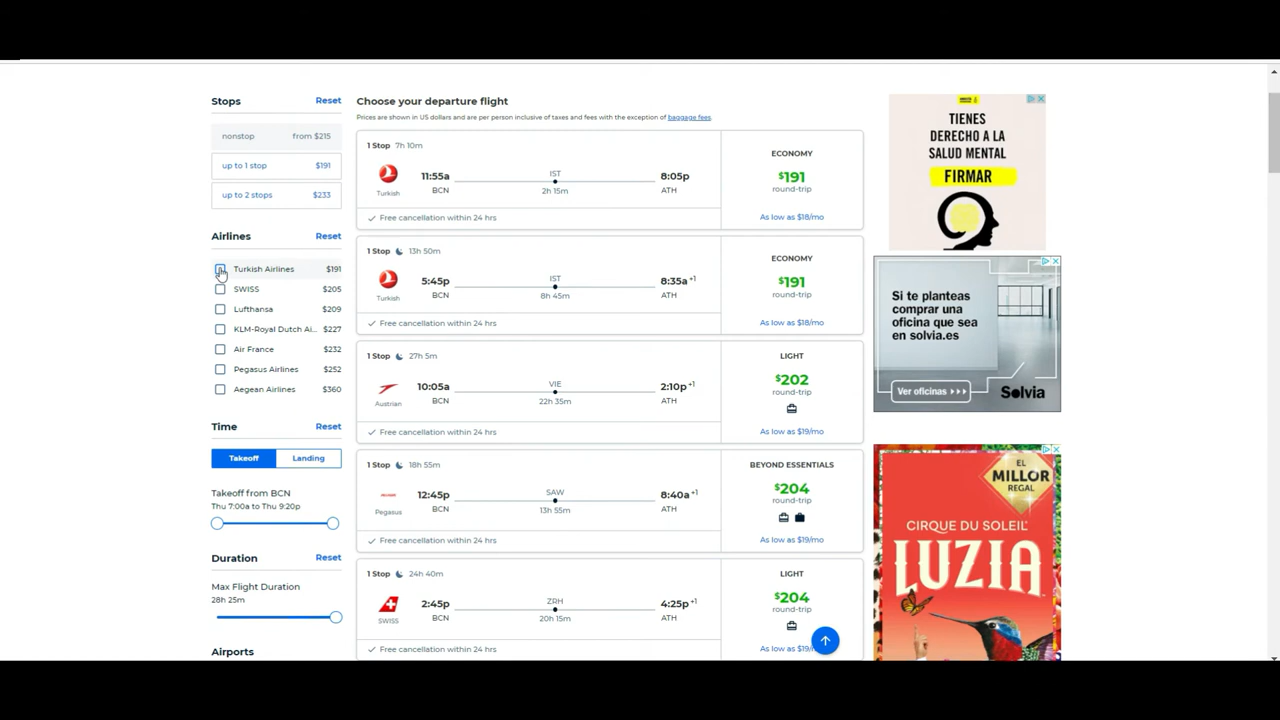 Stops Reset
nonstop from $215
up to 1 stop $191
up to 2 stops $233
Airlines Reset
Turkish Airlines $191
SWISS $205
Lufthansa $209
KLM-Royal Dutch Ai... $227
Air France $232
Pegasus Airlines $252
Aegean Airlines $360
Time Reset
Takeoff Landing
Takeoff from BCN
Thu 7:00a to Thu 9:20p
Duration Reset
Max Flight Duration
28h 25m
Airports
Choose your departure flight
Prices are shown in US dollars and are per person inclusive of taxes and fees with the exception of baggage fees.
1 Stop 7h 10m
Turkish
11:55a IST 8:05p
BCN 2h 15m ATH
Free cancellation within 24 hrs
ECONOMY
$191
round-trip
As low as $18/mo
1 Stop 13h 50m
Turkish
5:45p IST 8:35a+1
BCN 8h 45m ATH
Free cancellation within 24 hrs
ECONOMY
$191
round-trip
As low as $18/mo
1 Stop 27h 5m
Austrian
10:05a VIE 2:10p+1
BCN 22h 35m ATH
Free cancellation within 24 hrs
LIGHT
$202
round-trip
As low as $19/mo
1 Stop 18h 55m
Pegasus
12:45p SAW 8:40a+1
BCN 13h 55m ATH
Free cancellation within 24 hrs
BEYOND ESSENTIALS
$204
round-trip
As low as $19/mo
1 Stop 24h 40m
SWISS
2:45p ZRH 4:25p+1
BCN 20h 15m ATH
Free cancellation within 24 hrs
LIGHT
$204
round-trip
As low as $19/
TIENES
DERECHO A LA
SALUD MENTAL
FIRMAR
Si te planteas
comprar una
oficina que sea
en solvia.es
Ver oficinas >>>
Solvia
EL
MILLOR
REGAL
CIRQUE DU SOLEIL
LUZIA